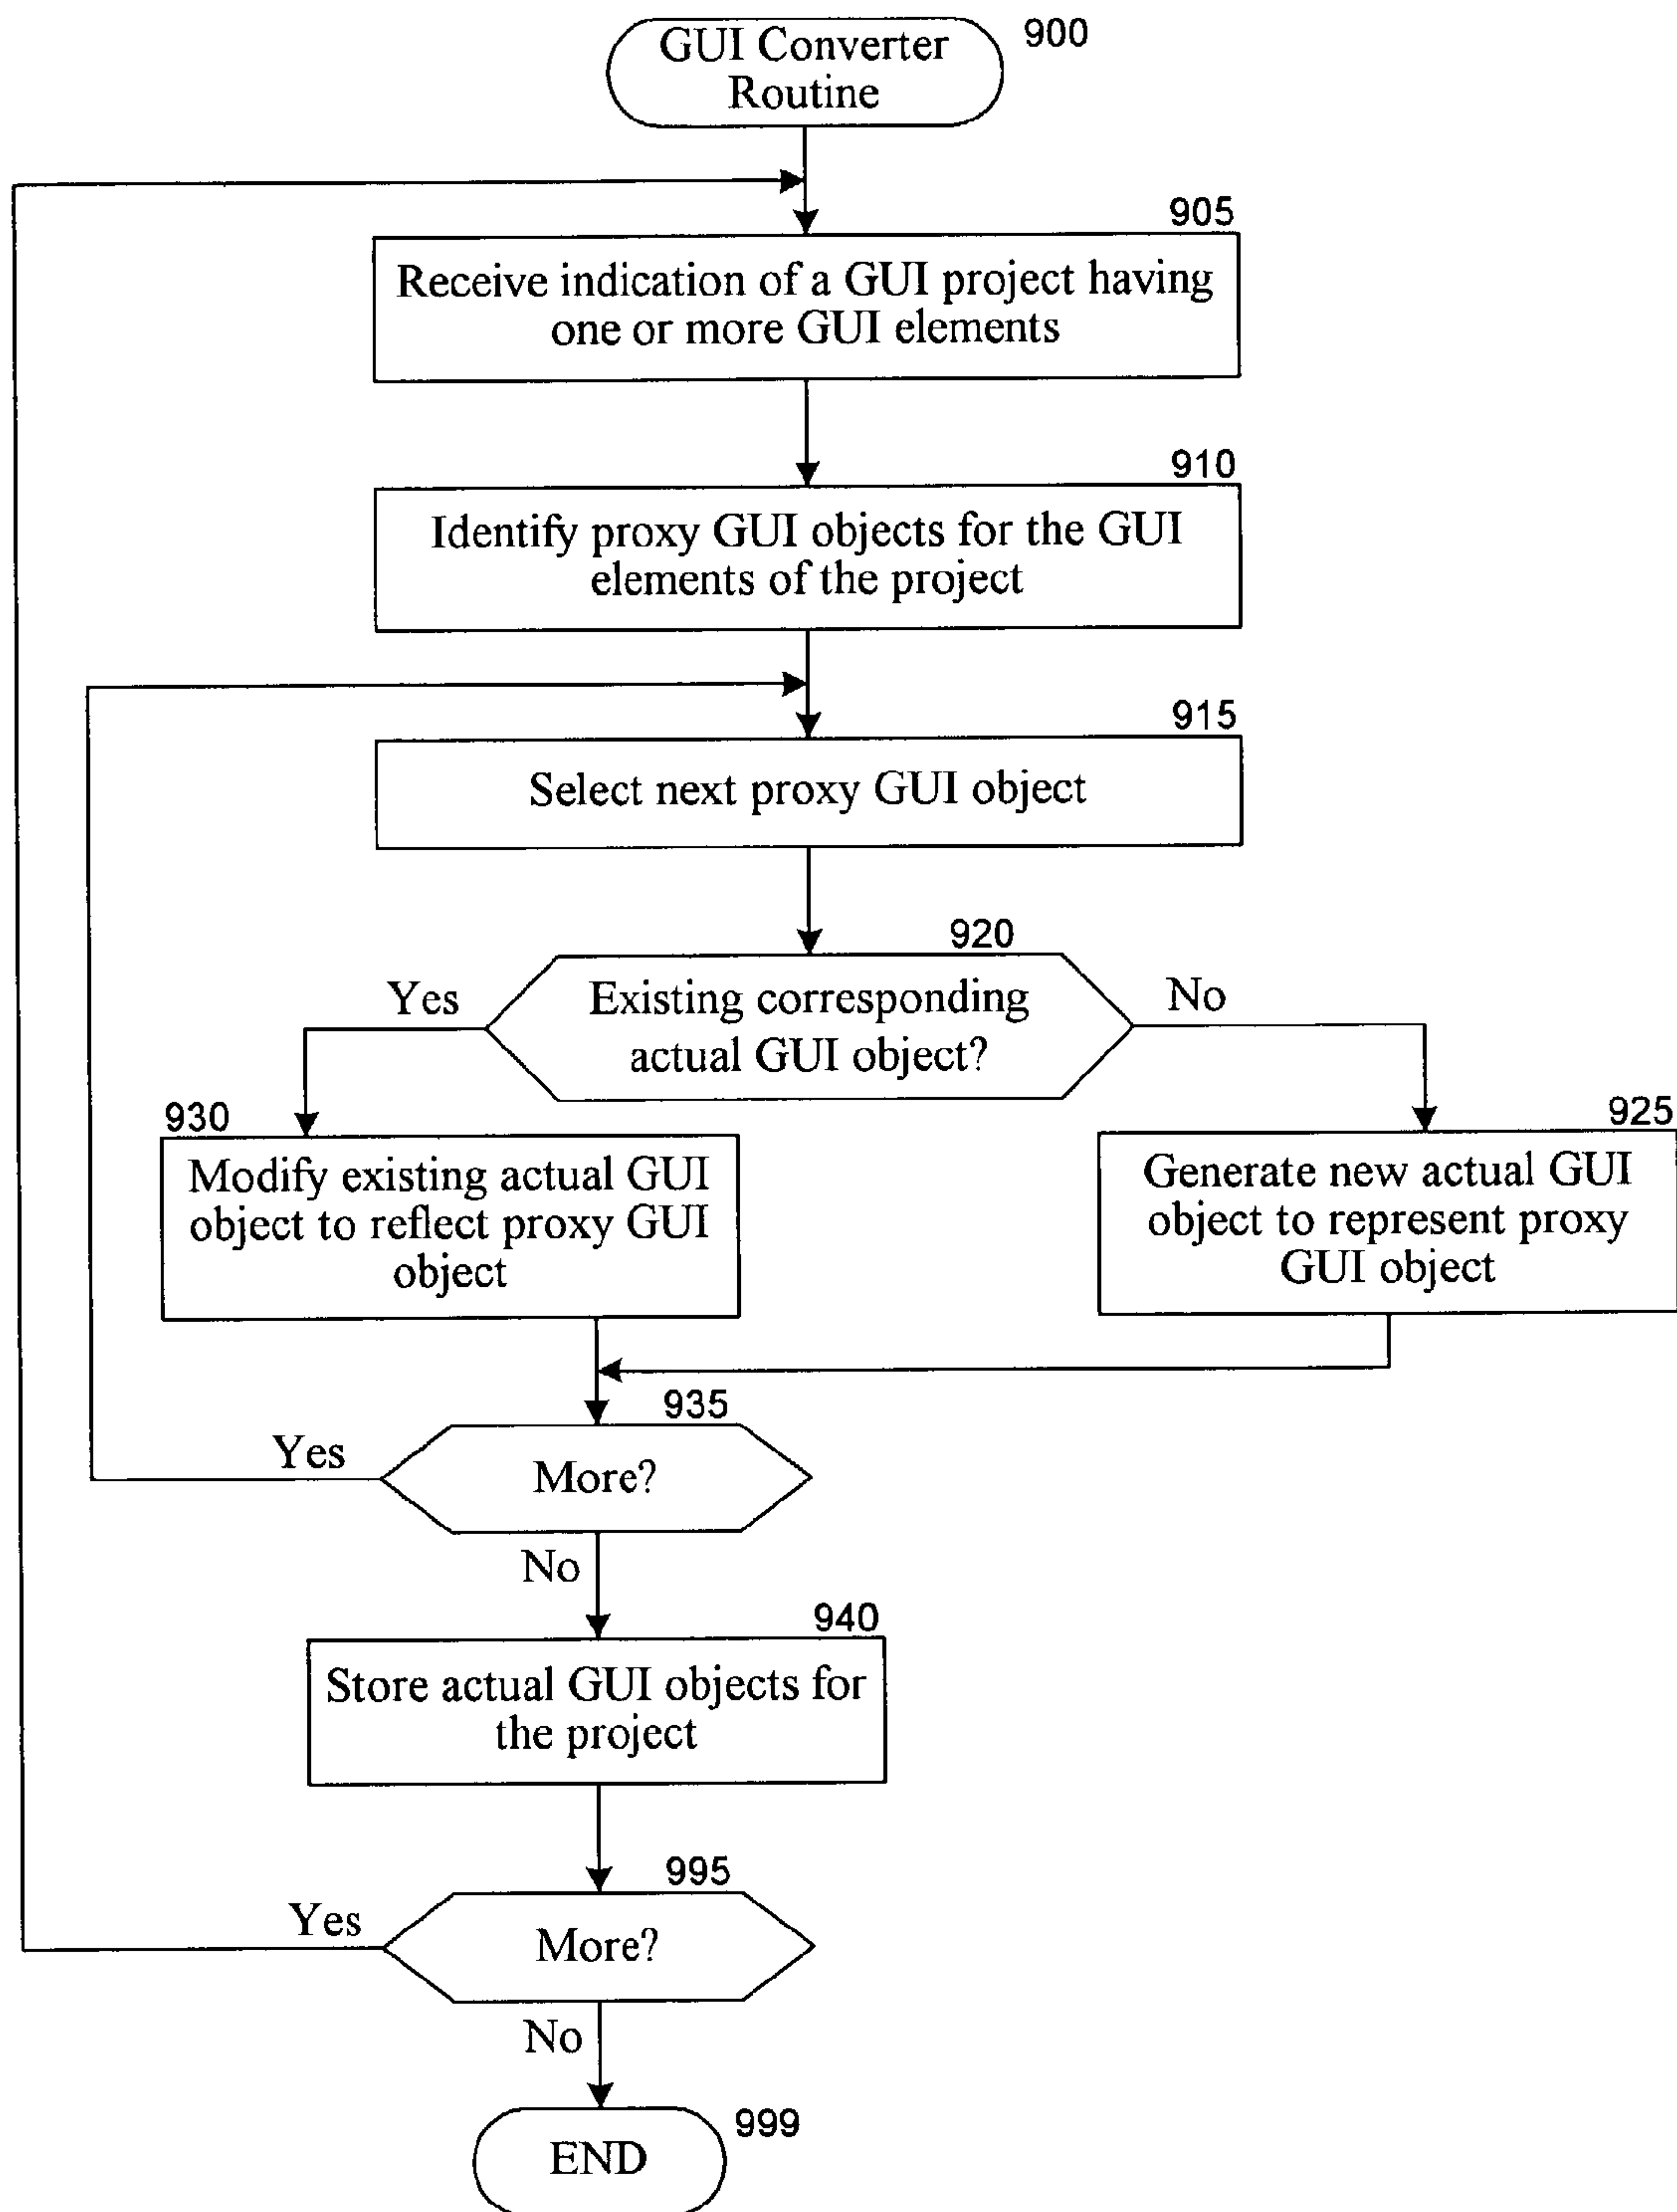 GUI Converter
Routine
900
905
Receive indication of a GUI project having
one or more GUI elements
910
Identify proxy GUI objects for the GUI
elements of the project
915
Select next proxy GUI object
920
Yes
Existing corresponding
actual GUI object?
No
930
Modify existing actual GUI
object to reflect proxy GUI
object
925
Generate new actual GUI
object to represent proxy
GUI object
935
Yes
More?
No
940
Store actual GUI objects for
the project
995
Yes
More?
No
END
999